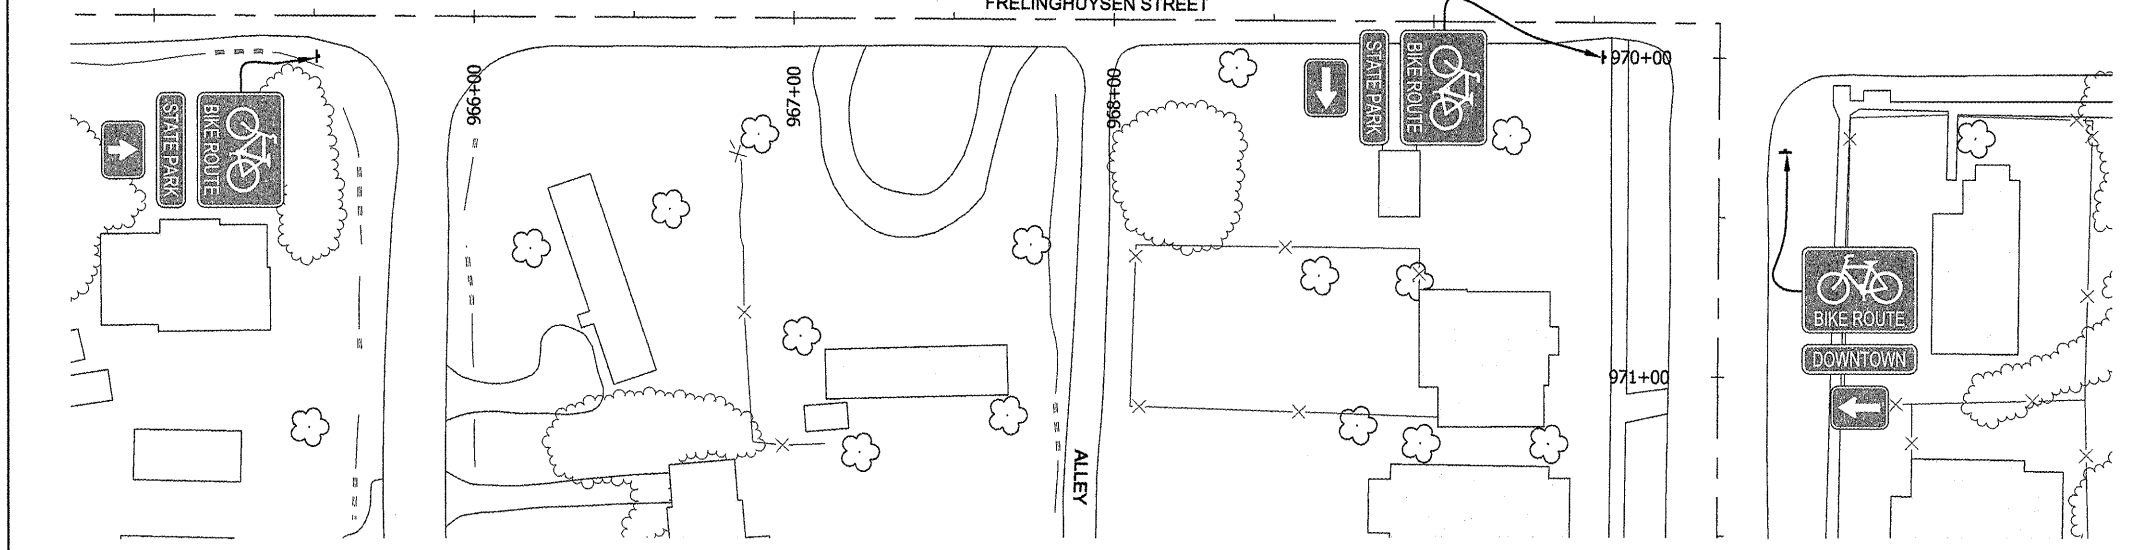 FRELINGHUYSEN STREET
BIKE ROUTE
STATE PARK
966+00
967+00
968+00
ALLEY
BIKE ROUTE
STATE PARK
970+00
971+00
BIKE ROUTE
DOWNTOWN